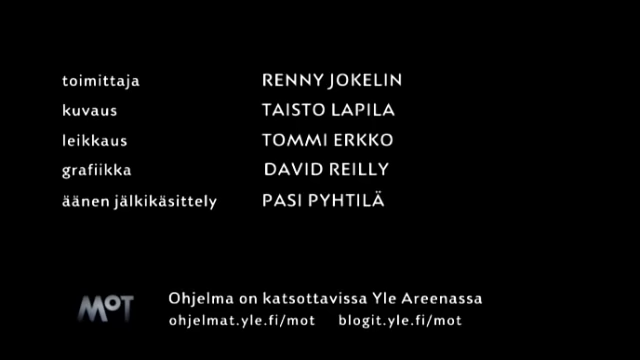 toimittaja RENNY JOKELIN
kuvaus TAISTO LAPILA
leikkaus TOMMI ERKKO
grafiikka DAVID REILLY
äänen jälkikäsittely PASI PYHTILÄ
MOT Ohjelma on katsottavissa Yle Areenassa
ohjelmat.yle.fi/mot blogit.yle.fi/mot